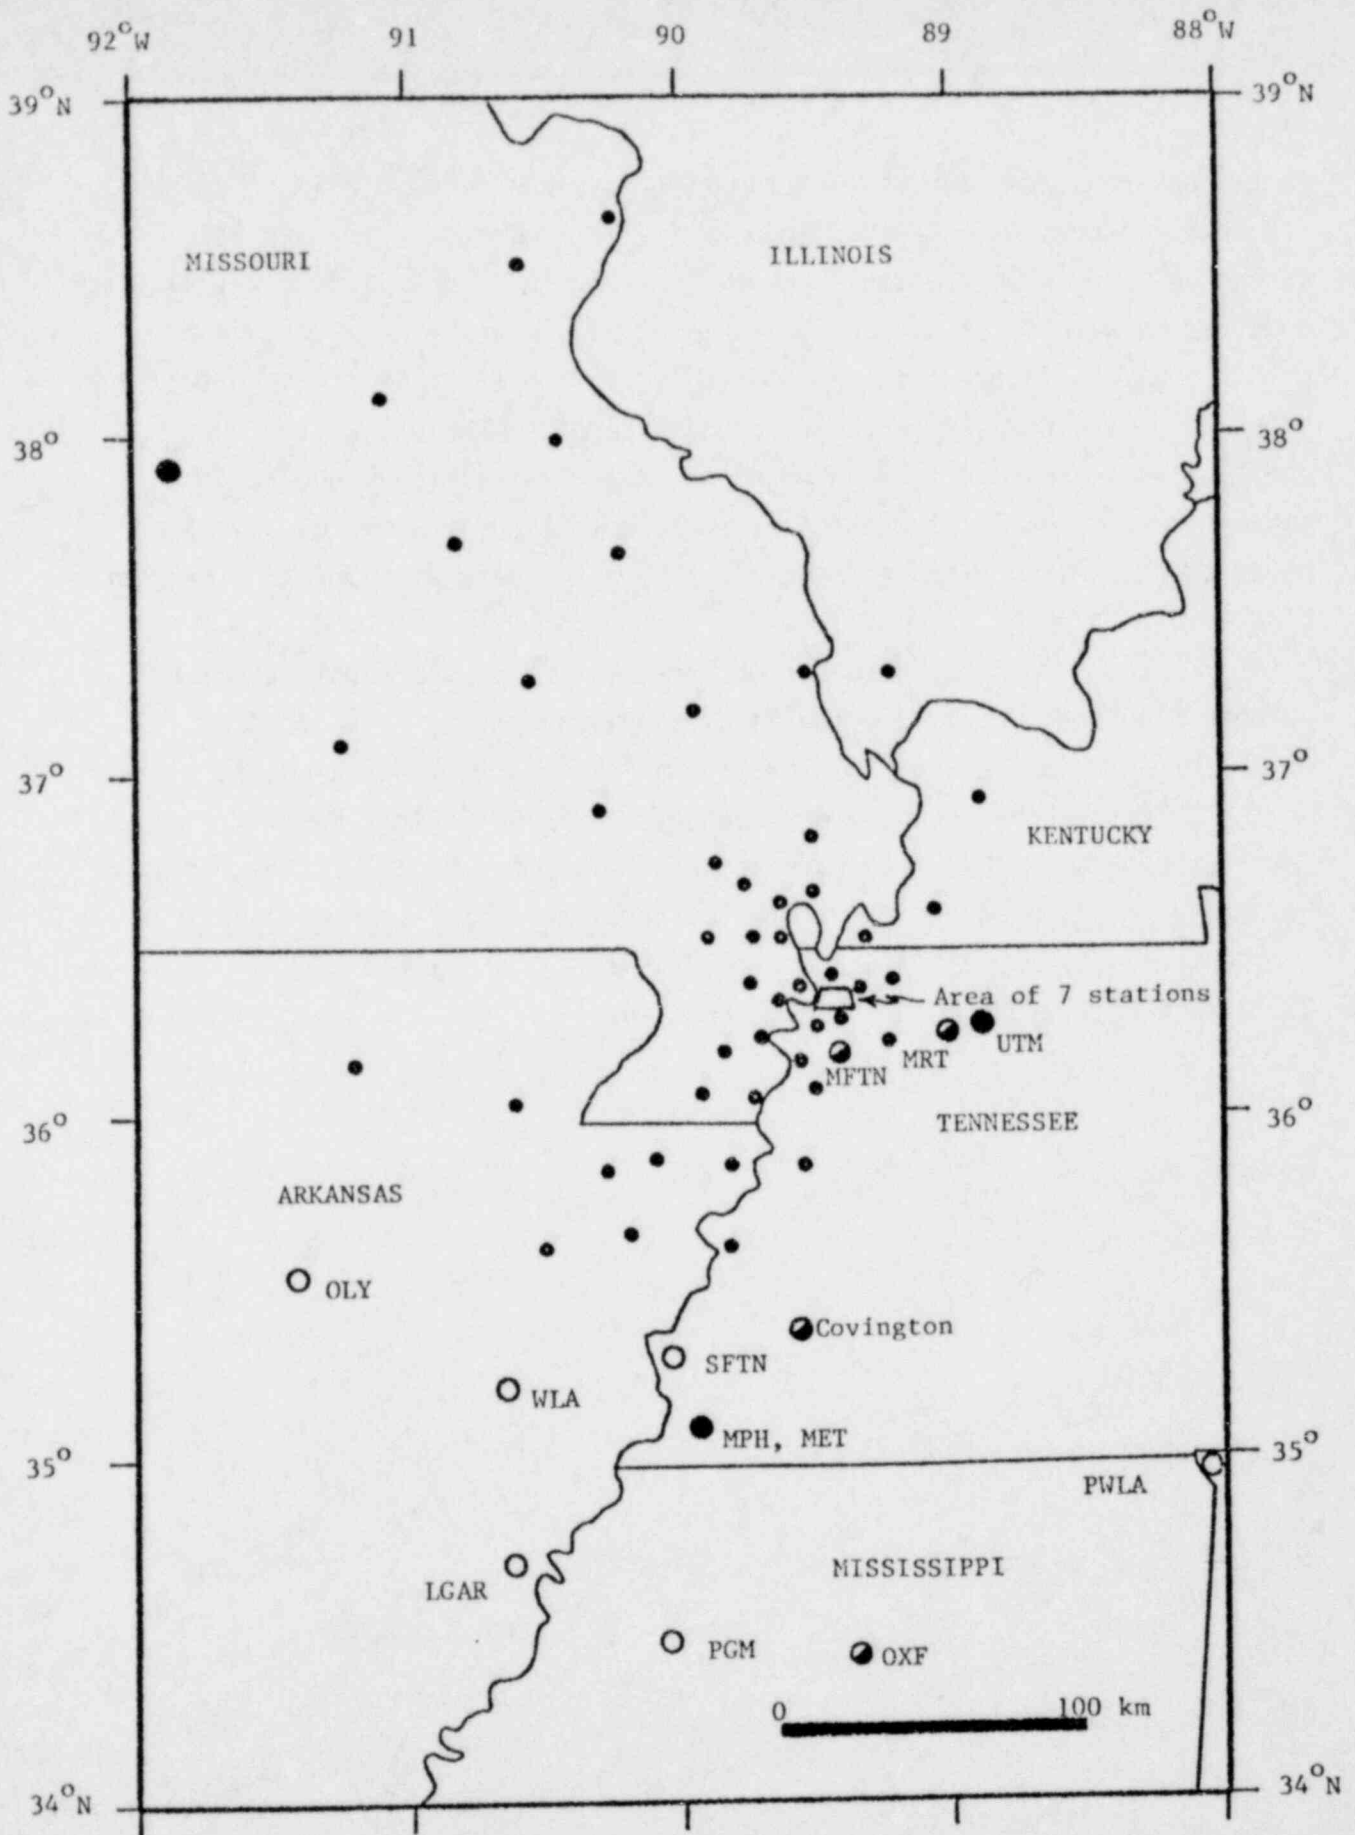 92°W 91 90 89 88°W
39°N 39°N
MISSOURI ILLINOIS
38° 38°
37° 37°
KENTUCKY
Area of 7 stations
UTM
MRT
MFTN
36° 36°
TENNESSEE
ARKANSAS
OLY
Covington
SFTN
WLA
MPH, MET
35° 35°
PWLA
MISSISSIPPI
LGAR
PGM OXF
0 100 km
34°N 34°N